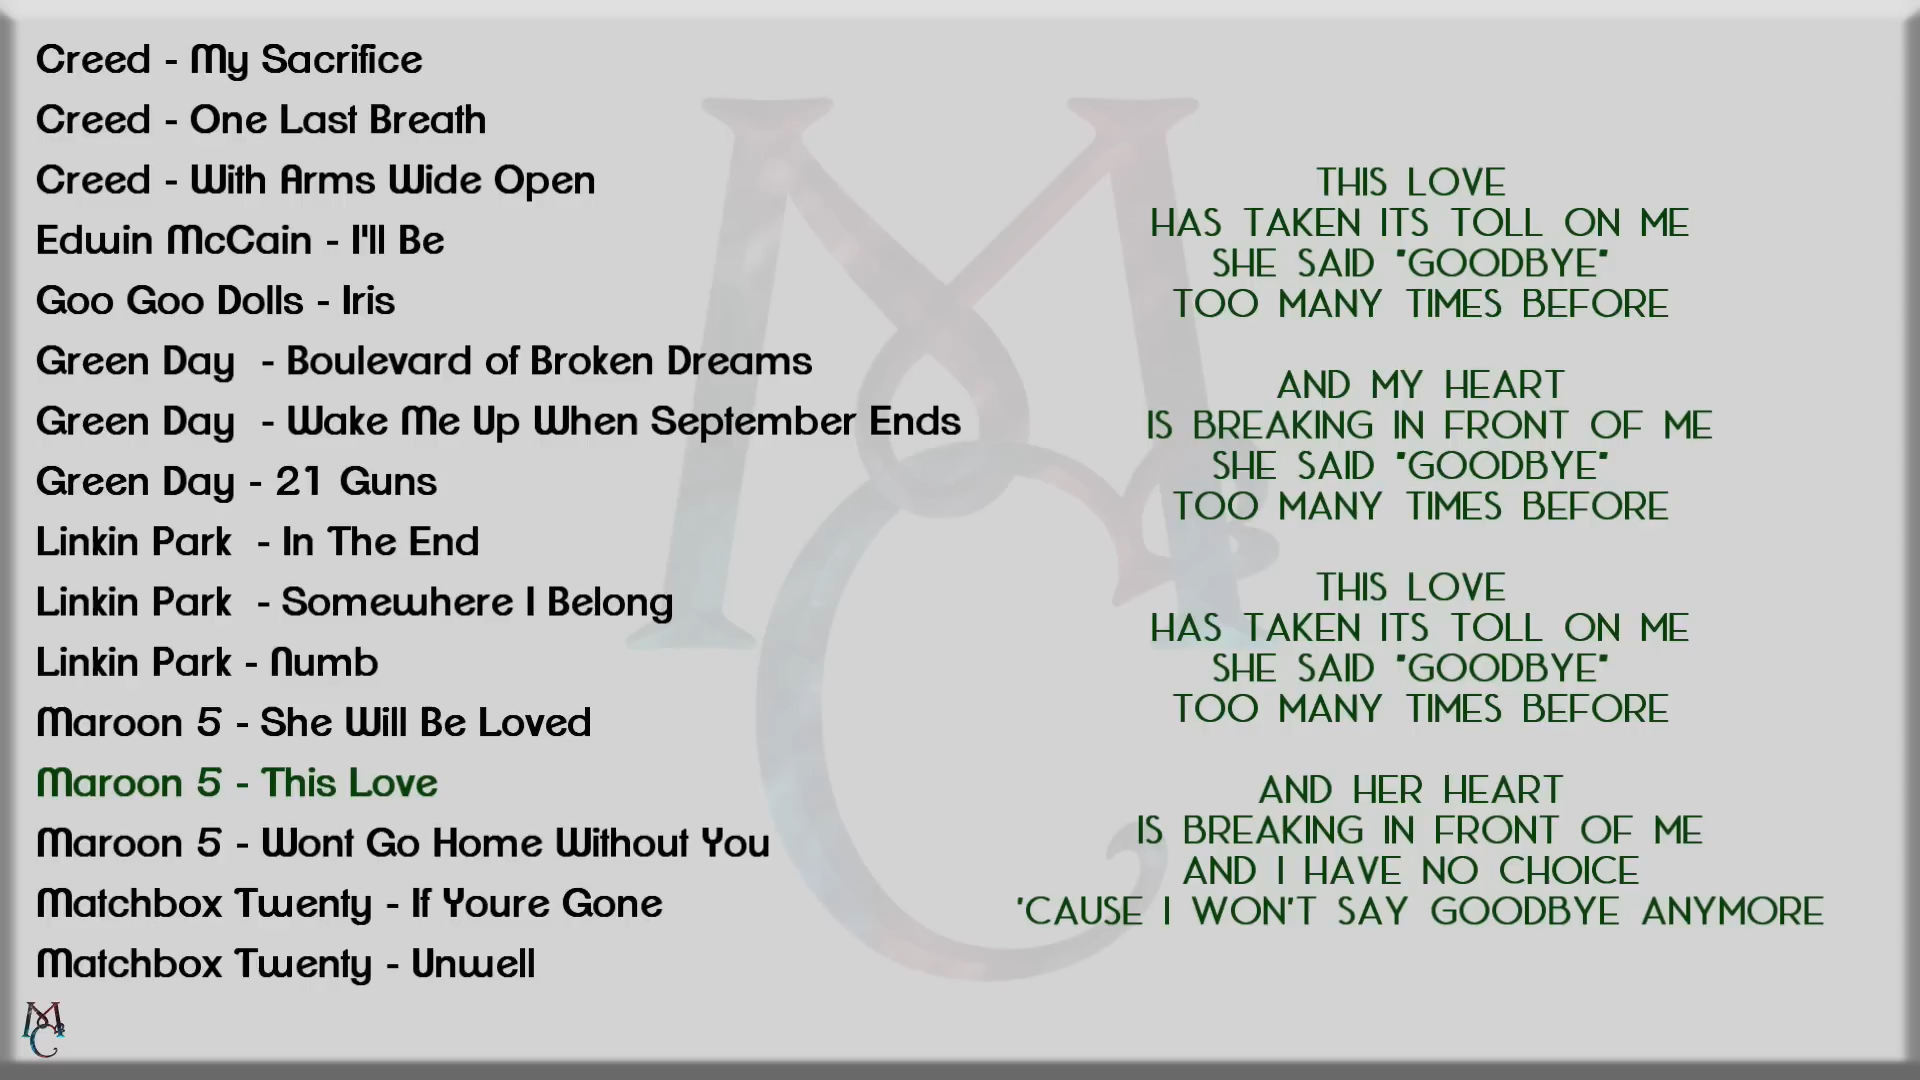 Creed - My Sacrifice
Creed - One Last Breath
Creed - With Arms Wide Open
Edwin McCain - I'll Be
Goo Goo Dolls - Iris
Green Day  - Boulevard of Broken Dreams
Green Day  - Wake Me Up When September Ends
Green Day - 21 Guns
Linkin Park  - In The End
Linkin Park  - Somewhere I Belong
Linkin Park - Numb
Maroon 5 - She Will Be Loved
Maroon 5 - This Love
Maroon 5 - Wont Go Home Without You
Matchbox Twenty - If Youre Gone
Matchbox Twenty - Unwell
THIS LOVE
HAS TAKEN ITS TOLL ON ME
SHE SAID "GOODBYE"
TOO MANY TIMES BEFORE
AND MY HEART
IS BREAKING IN FRONT OF ME
SHE SAID "GOODBYE"
TOO MANY TIMES BEFORE
THIS LOVE
HAS TAKEN ITS TOLL ON ME
SHE SAID "GOODBYE"
TOO MANY TIMES BEFORE
AND HER HEART
IS BREAKING IN FRONT OF ME
AND I HAVE NO CHOICE
'CAUSE I WON'T SAY GOODBYE ANYMORE
MC